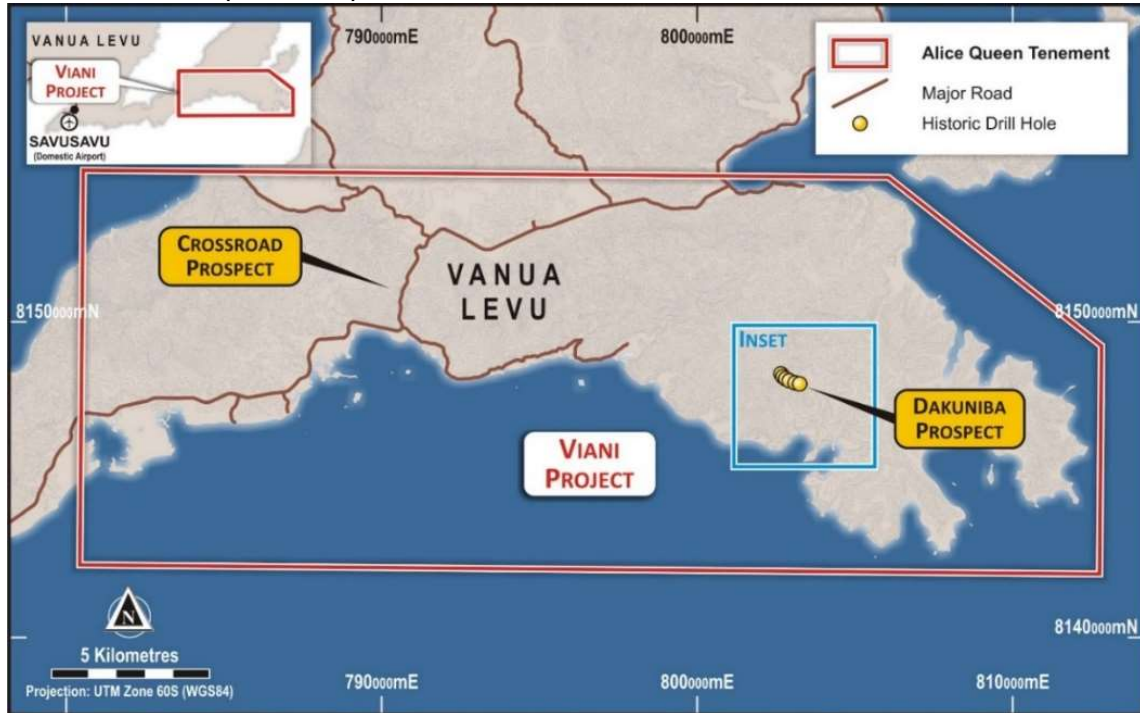 VANUA LEVU
VIANI
PROJECT
SAVUSAVU
(Domestic Airport)
790000mE
800000mE
Alice Queen Tenement
Major Road
Historic Drill Hole
CROSSROAD
PROSPECT
VANUA
LEVU
8150000mN
8150000mN
INSET
DAKUNIBA
PROSPECT
VIANI
PROJECT
N
5 Kilometres
Projection: UTM Zone 60S (WGS84)
8140000mN
790000mE
800000mE
810000mE